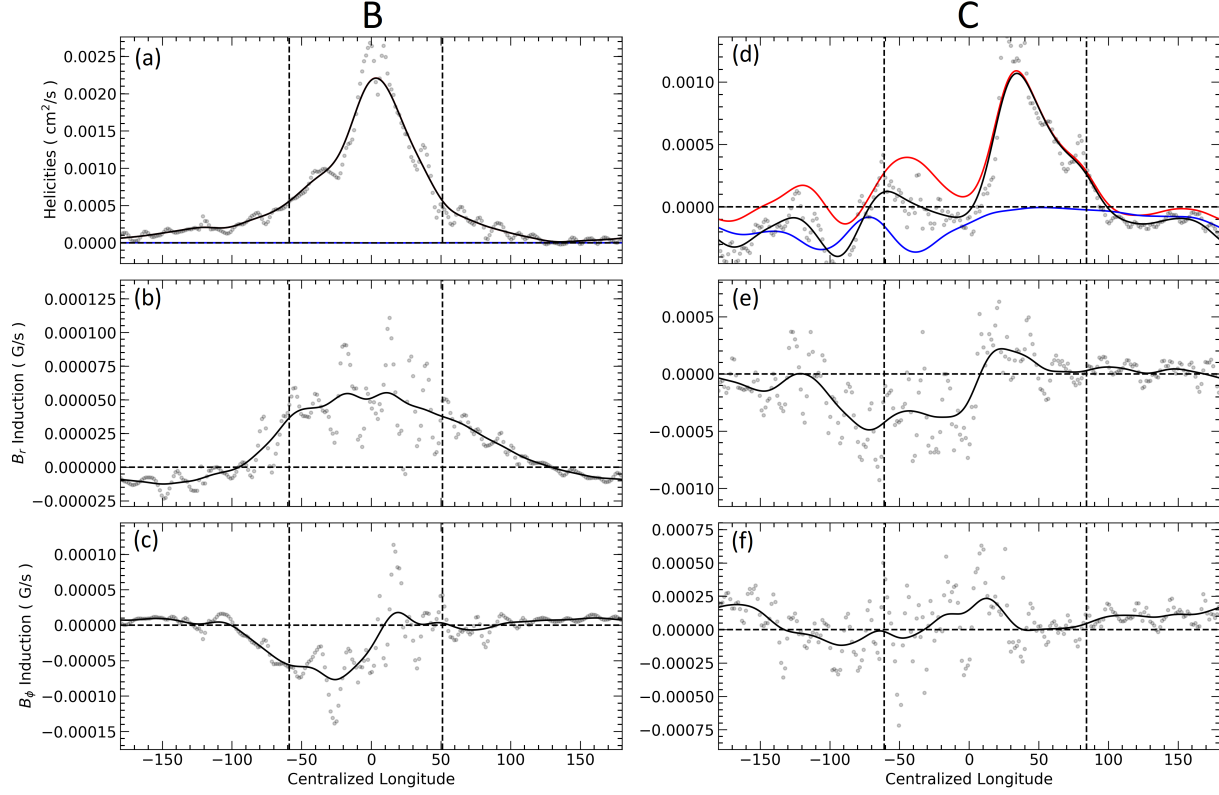 B C
(a)
Helicities ( cm²/s )
0.0025
0.0020
0.0015
0.0010
0.0005
0.0000
(d)
0.0010
0.0005
0.0000
(b)
B_r Induction ( G/s )
0.000125
0.000100
0.000075
0.000050
0.000025
0.000000
−0.000025
(e)
0.0005
0.0000
−0.0005
−0.0010
(c)
B_ϕ Induction ( G/s )
0.00010
0.00005
0.00000
−0.00005
−0.00010
−0.00015
−150 −100 −50 0 50 100 150
Centralized Longitude
(f)
0.00075
0.00050
0.00025
0.00000
−0.00025
−0.00050
−0.00075
−150 −100 −50 0 50 100 150
Centralized Longitude